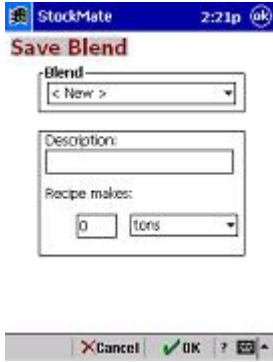 StockMate 2:21p ok
Save Blend
Blend
< New >
Description:
Recipe makes:
0 tons
Cancel OK ?